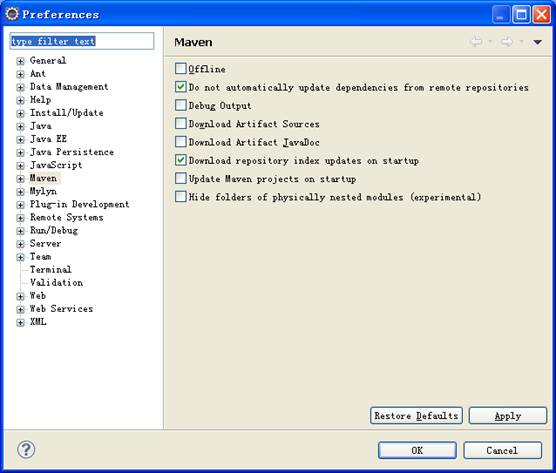 Preferences
type filter text
General
Ant
Data Management
Help
Install/Update
Java
Java EE
Java Persistence
JavaScript
Maven
Mylyn
Plug-in Development
Remote Systems
Run/Debug
Server
Team
Terminal
Validation
Web
Web Services
XML
Maven
Offline
Do not automatically update dependencies from remote repositories
Debug Output
Download Artifact Sources
Download Artifact JavaDoc
Download repository index updates on startup
Update Maven projects on startup
Hide folders of physically nested modules (experimental)
Restore Defaults
Apply
?
OK
Cancel